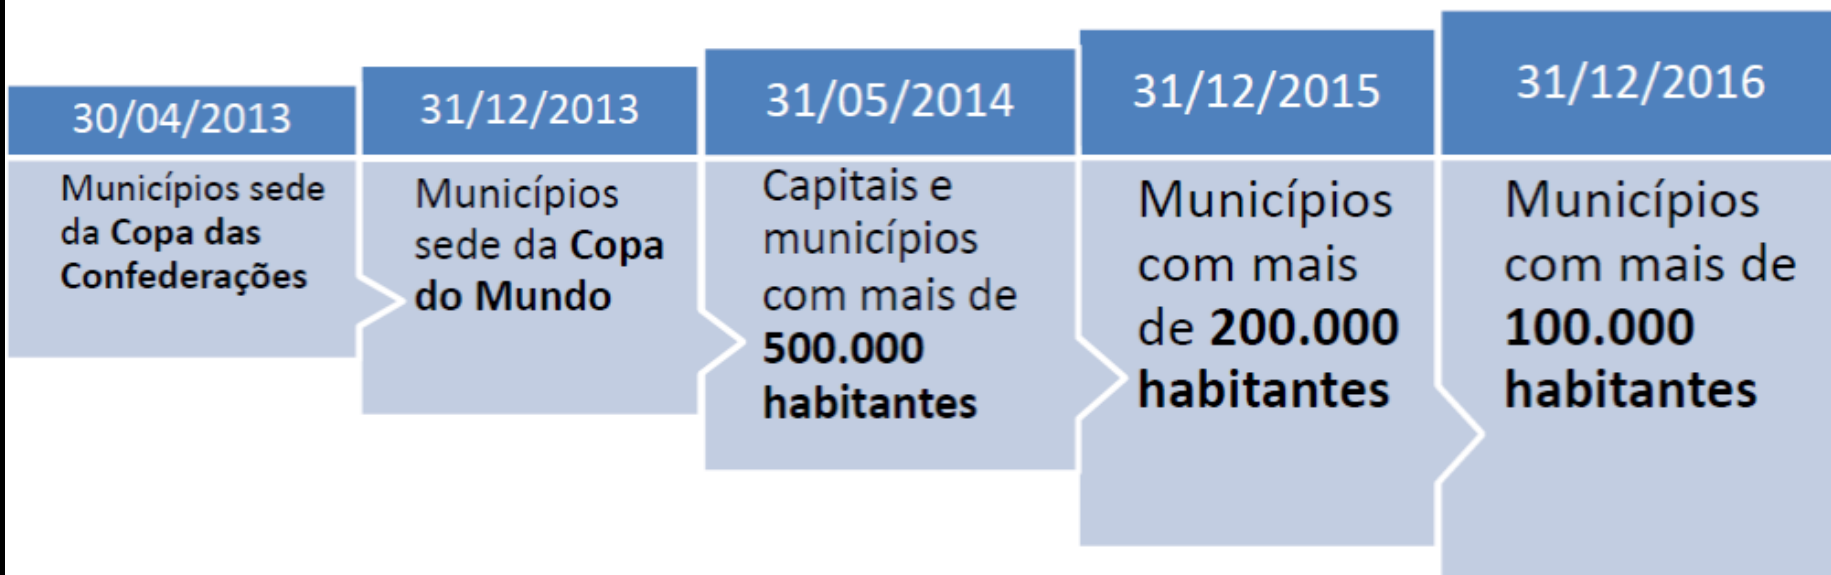 30/04/2013
Municípios sede
da Copa das
Confederações
31/12/2013
Municípios
sede da Copa
do Mundo
31/05/2014
Capitais e
municípios
com mais de
500.000
habitantes
31/12/2015
Municípios
com mais
de 200.000
habitantes
31/12/2016
Municípios
com mais de
100.000
habitantes